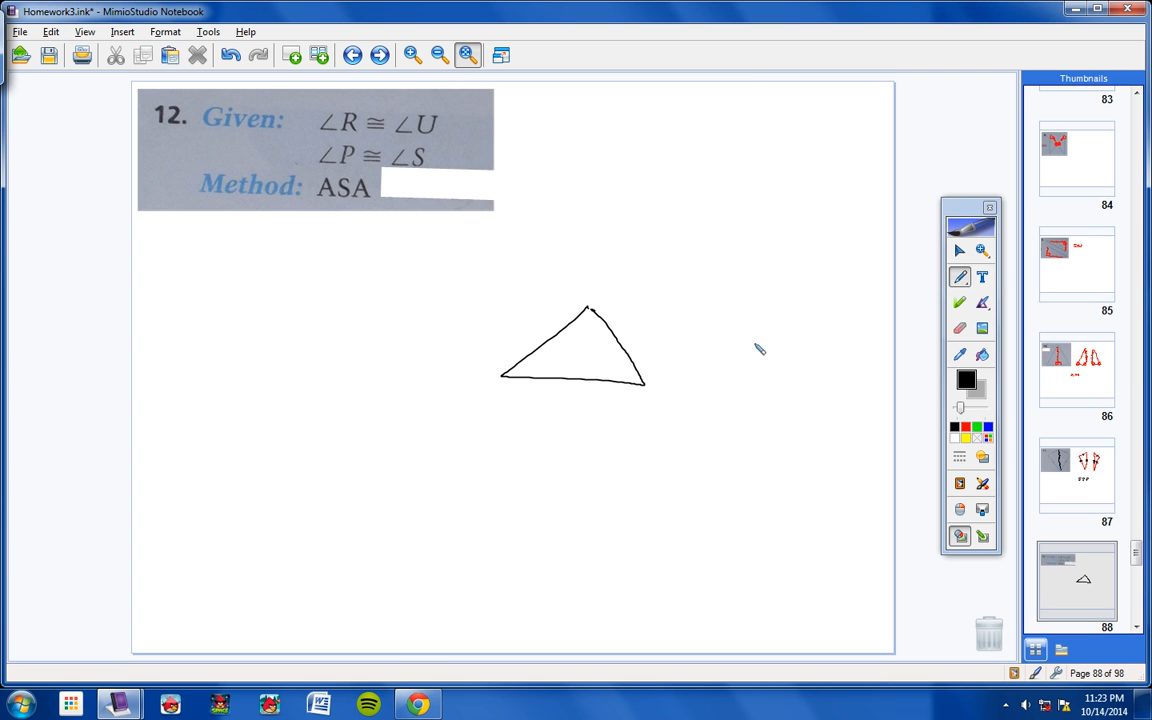 Homework3.ink* - MimioStudio Notebook
File Edit View Insert Format Tools Help
12. Given: ∠R ≅ ∠U
∠P ≅ ∠S
Method: ASA
Thumbnails
83
84
85
86
87
88
Page 88 of 98
11:23 PM
10/14/2014